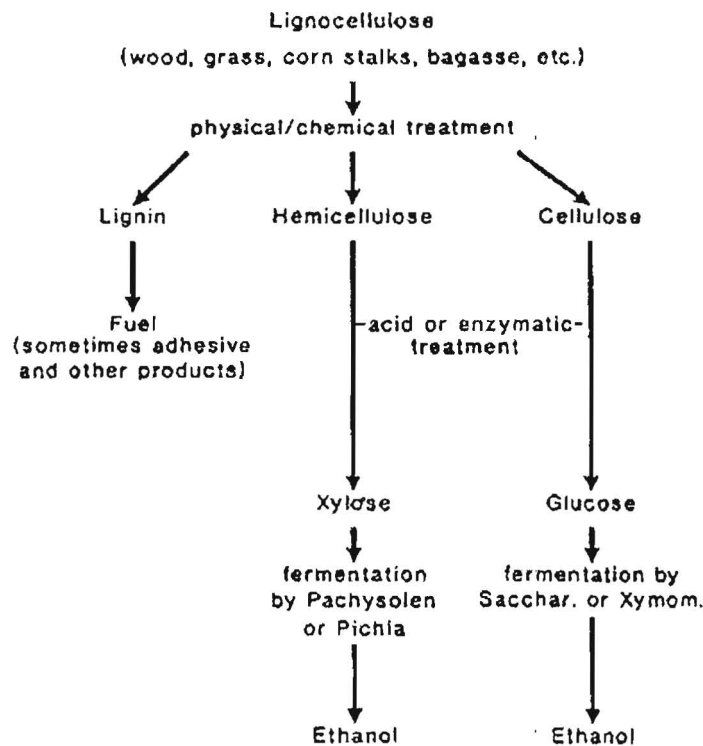 Lignocellulose
(wood, grass, corn stalks, bagasse, etc.)
physical/chemical treatment
Lignin
Hemicellulose
Cellulose
Fuel
(sometimes adhesive
and other products)
acid or enzymatic-
treatment
Xylose
Glucose
fermentation
by Pachysolen
or Pichia
fermentation by
Sacchar. or Xymom.
Ethanol
Ethanol